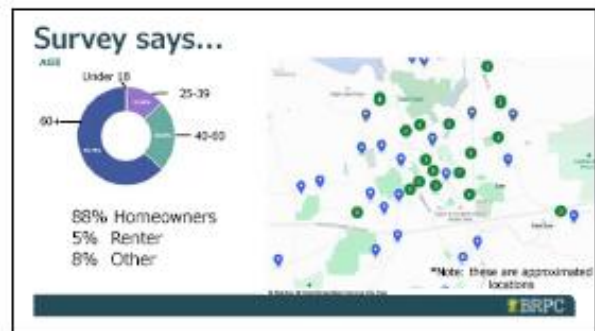 Survey says...
AGE
Under 18
25-39
60+
40-60
88% Homeowners
5% Renter
8% Other
*Note: these are approximated
locations
BRPC